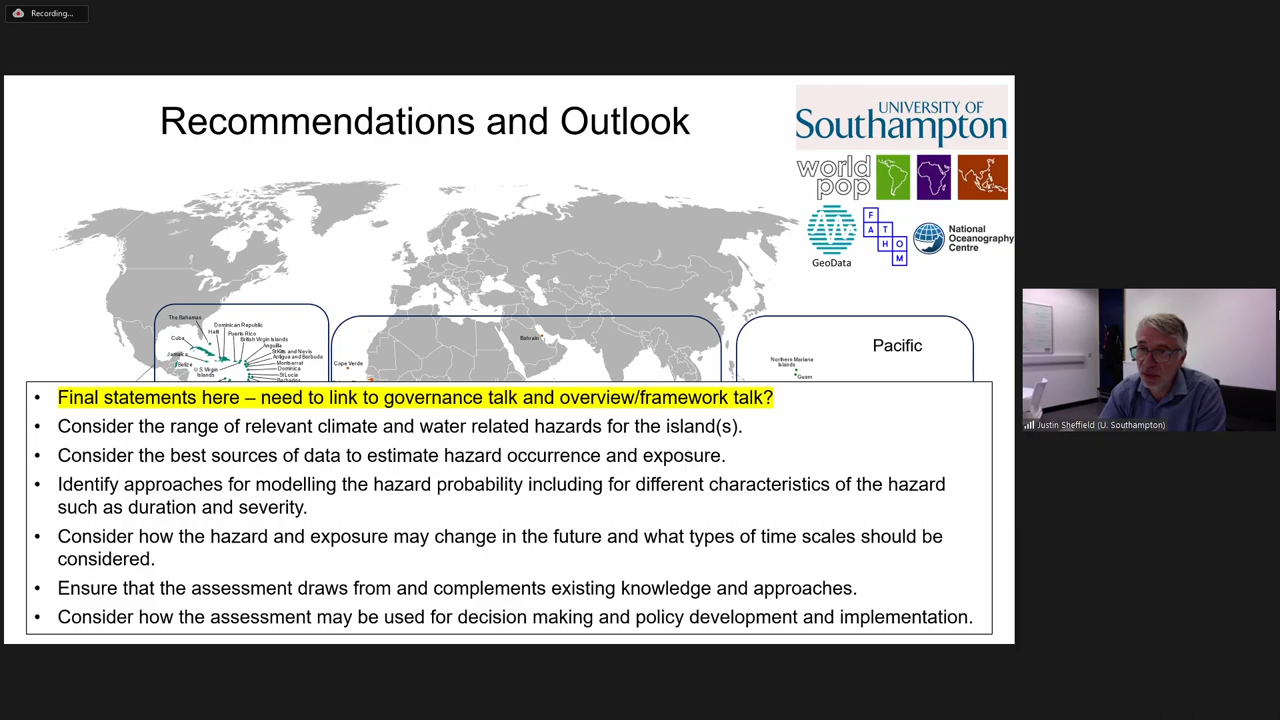 Recording...
Recommendations and Outlook
UNIVERSITY OF
Southampton
world
pop
GeoData
F
A T
H O
M
National
Oceanography
Centre
The Bahamas
Cuba
Dominican Republic
Haiti
Puerto Rico
British Virgin Islands
Anguilla
St Kitts and Nevis
Antigua and Barbuda
Montserrat
Dominica
St Lucia
Barbados
Jamaica
Belize
U.S Virgin
Islands
Cape Verde
Bahrain
Pacific
Northern Mariana
Islands
Guam
• Final statements here – need to link to governance talk and overview/framework talk?
• Consider the range of relevant climate and water related hazards for the island(s).
• Consider the best sources of data to estimate hazard occurrence and exposure.
• Identify approaches for modelling the hazard probability including for different characteristics of the hazard
such as duration and severity.
• Consider how the hazard and exposure may change in the future and what types of time scales should be
considered.
• Ensure that the assessment draws from and complements existing knowledge and approaches.
• Consider how the assessment may be used for decision making and policy development and implementation.
Justin Sheffield (U. Southampton)